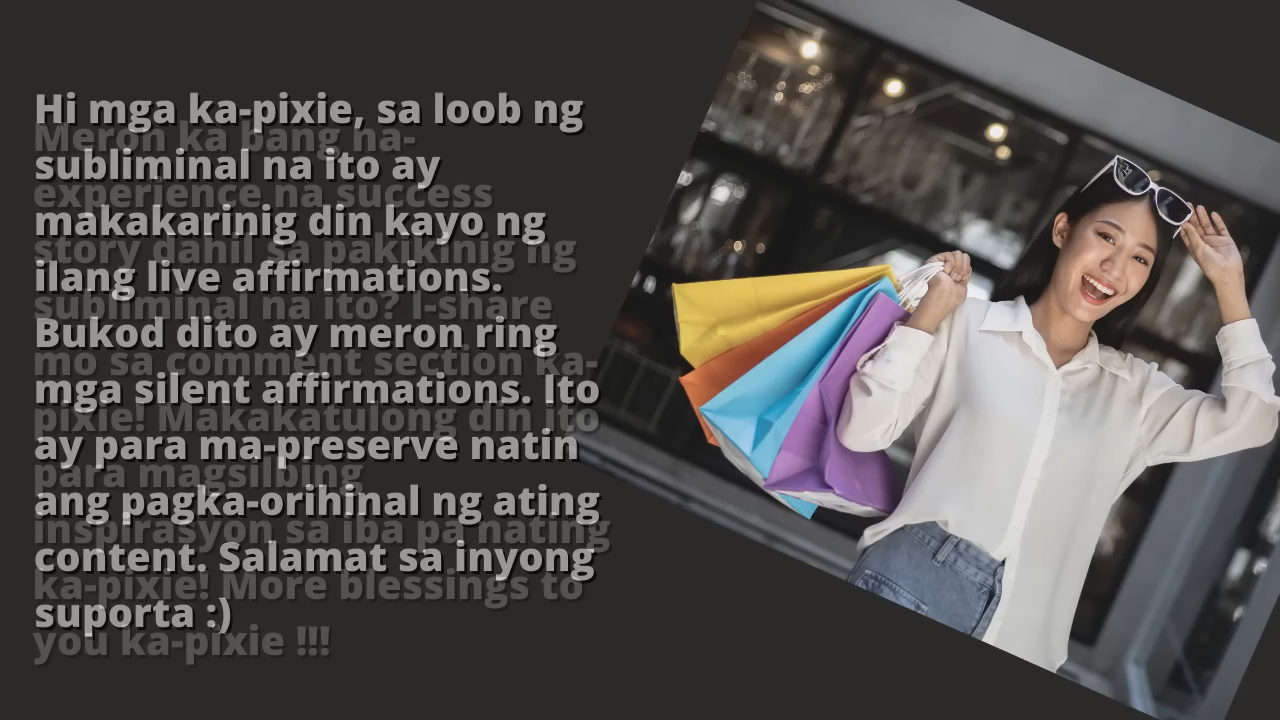 Hi mga ka-pixie, sa loob ng
subliminal na ito ay
makakarinig din kayo ng
ilang live affirmations.
Bukod dito ay meron ring
mga silent affirmations. Ito
ay para ma-preserve natin
ang pagka-orihinal ng ating
content. Salamat sa inyong
suporta :)
Meron ka bang na-
experience na success
story dahil sa pakikinig ng
subliminal na ito? I-share
mo sa comment section ka-
pixie! Makakatulong din ito
para magsilbing
inspirasyon sa iba pa nating
ka-pixie! More blessings to
you ka-pixie !!!